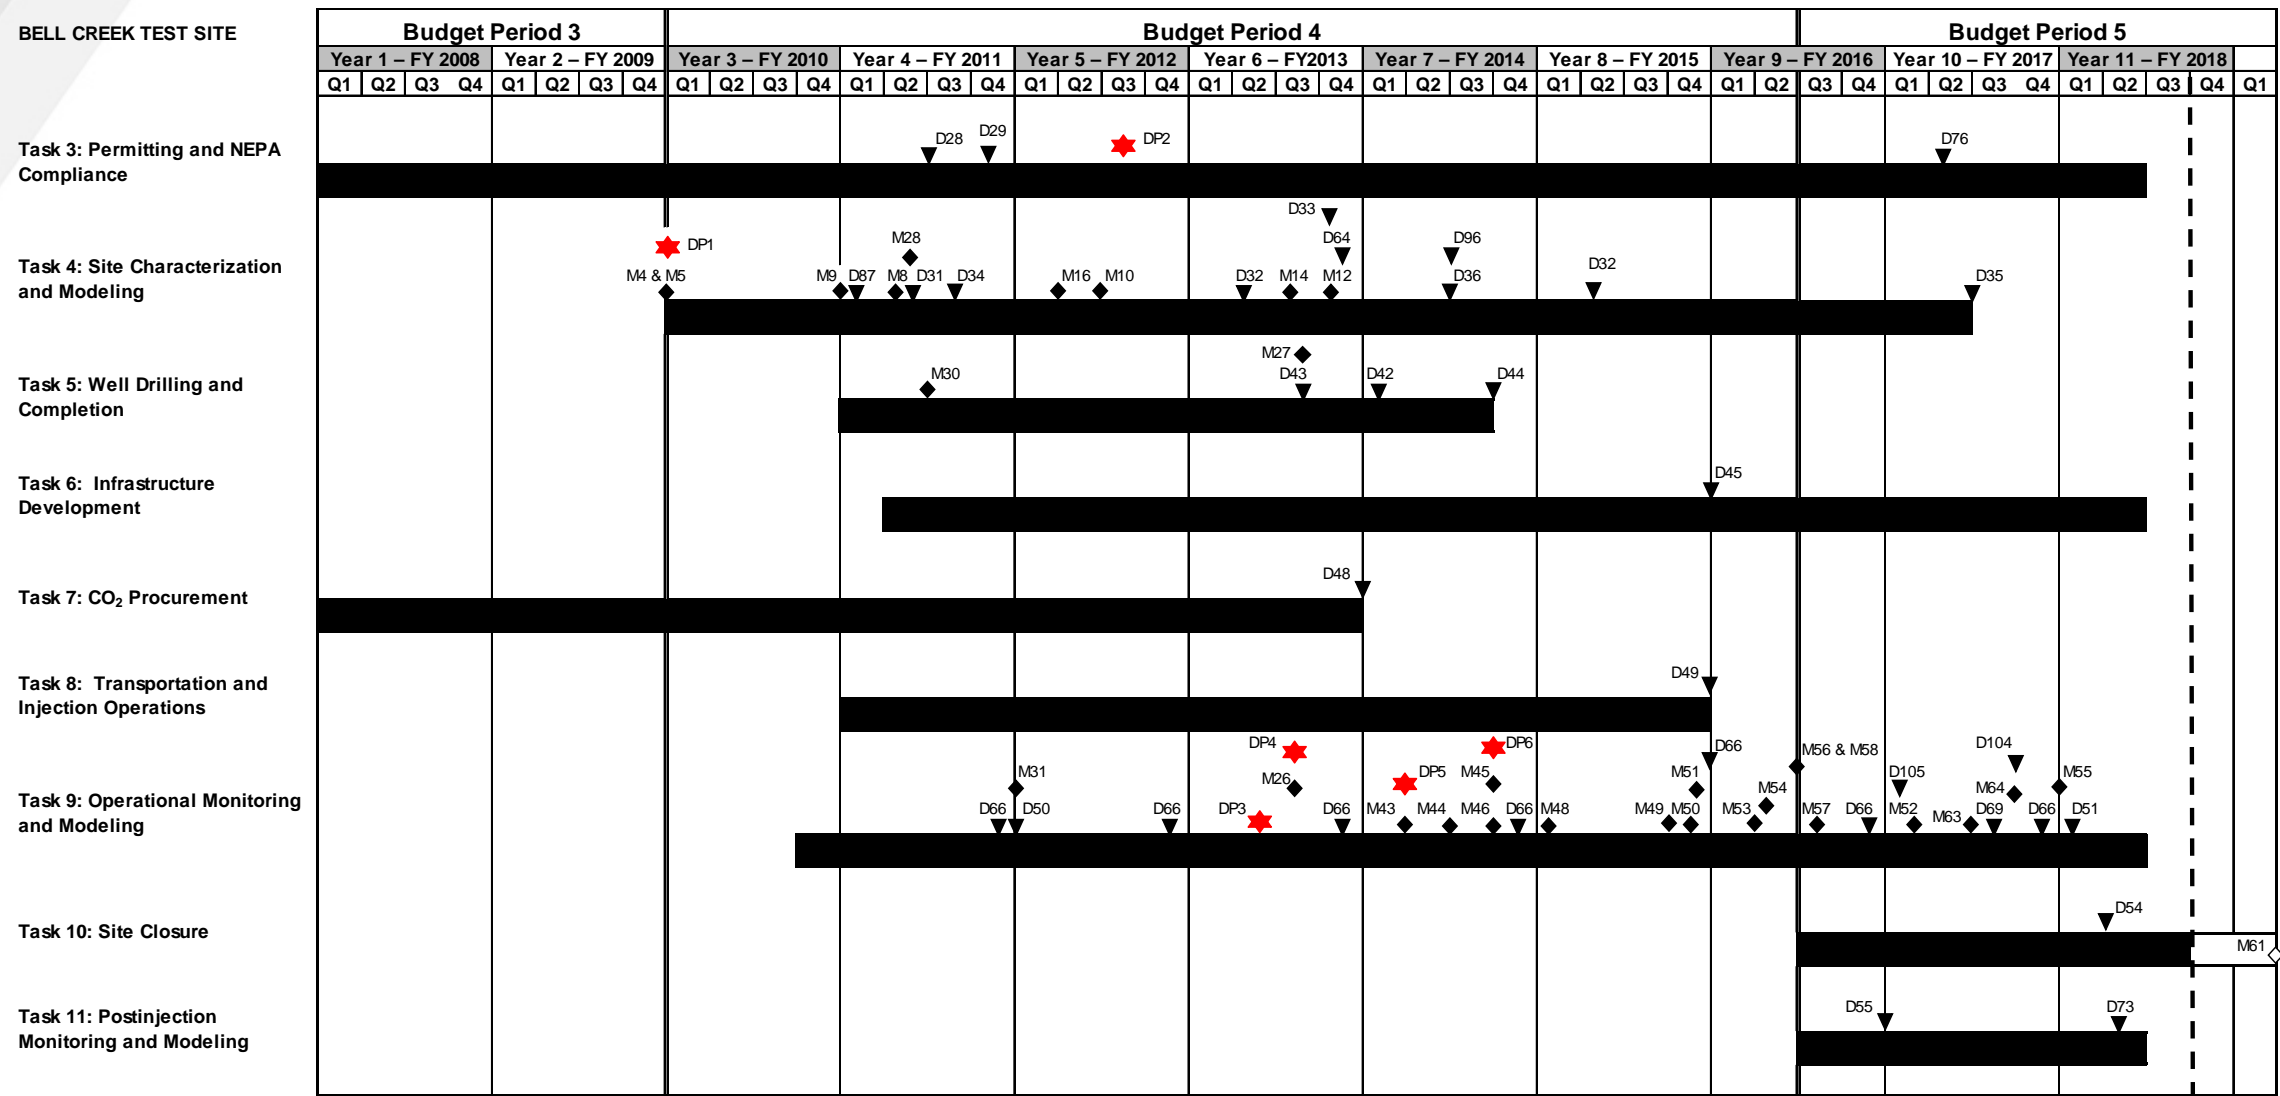 BELL CREEK TEST SITE
Budget Period 3
Budget Period 4
Budget Period 5
Year 1 – FY 2008 Year 2 – FY 2009 Year 3 – FY 2010 Year 4 – FY 2011 Year 5 – FY 2012 Year 6 – FY2013 Year 7 – FY 2014 Year 8 – FY 2015 Year 9 – FY 2016 Year 10 – FY 2017 Year 11 – FY 2018
Q1 Q2 Q3 Q4 Q1 Q2 Q3 Q4 Q1 Q2 Q3 Q4 Q1 Q2 Q3 Q4 Q1 Q2 Q3 Q4 Q1 Q2 Q3 Q4 Q1 Q2 Q3 Q4 Q1 Q2 Q3 Q4 Q1 Q2 Q3 Q4 Q1 Q2 Q3 Q4 Q1 Q2 Q3 Q4 Q1
Task 3: Permitting and NEPA
Compliance
D28 D29 DP2 D76
Task 4: Site Characterization
and Modeling
D33
DP1 M28 D64 D96
M4 & M5 M9 D87 M8 D31 D34 M16 M10 D32 M14 M12 D36 D32 D35
Task 5: Well Drilling and
Completion
M27
M30 D43 D42 D44
Task 6: Infrastructure
Development
D45
Task 7: CO₂ Procurement
D48
Task 8: Transportation and
Injection Operations
D49
Task 9: Operational Monitoring
and Modeling
DP4 DP6 D66 M56 & M58 D104
M31 M26 DP5 M45 M51 M54 D105 M64 M55
D66 D50 D66 DP3 D66 M43 M44 M46 D66 M48 M49 M50 M53 M57 D66 M52 M63 D69 D66 D51
Task 10: Site Closure
D54
M61
Task 11: Postinjection
Monitoring and Modeling
D55 D73